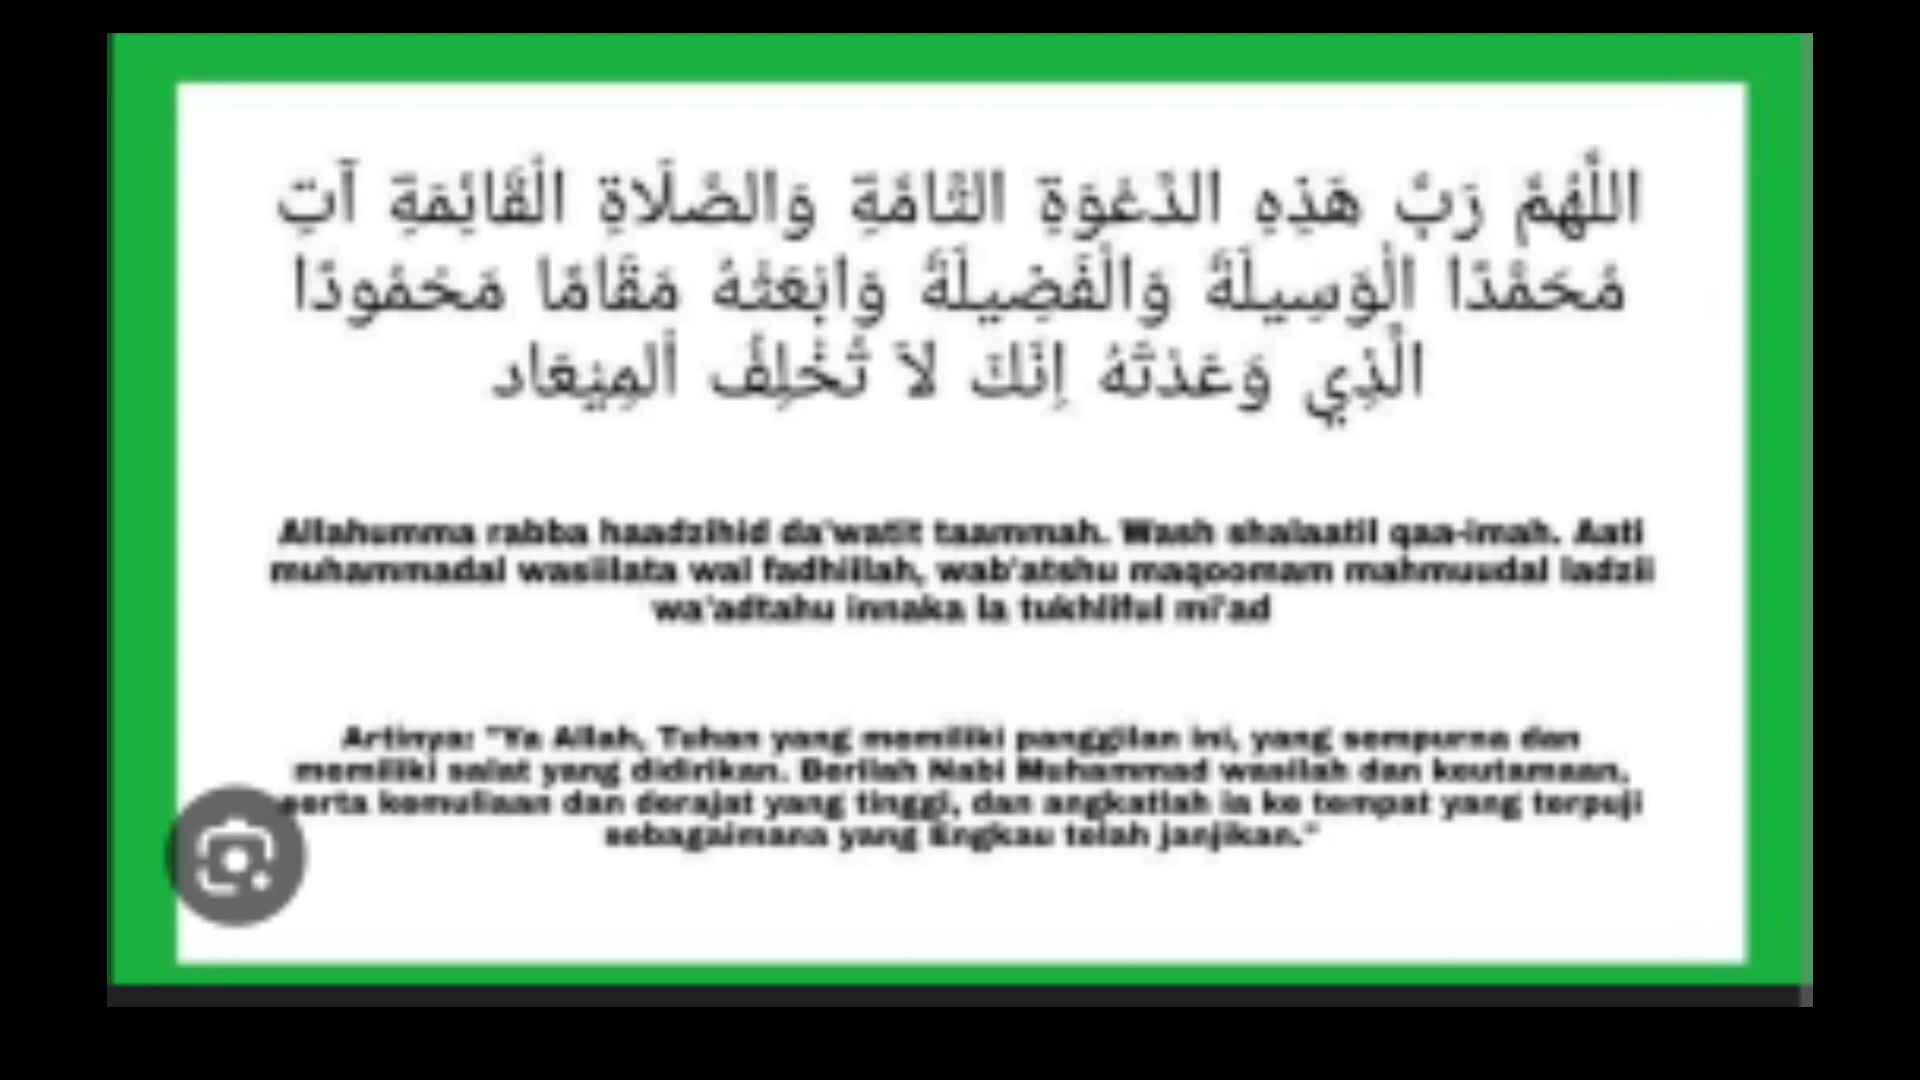 اللَّهُمَّ رَبَّ هَذِهِ الدَّعْوَةِ التَّامَّةِ وَالصَّلَاةِ الْقَائِمَةِ آتِ
مُحَمَّدًا الْوَسِيلَةَ وَالْفَضِيلَةَ وَابْعَثْهُ مَقَامًا مَحْمُودًا
الَّذِي وَعَدْتَهُ إِنَّكَ لاَ تُخْلِفُ اْلمِيْعَاد
Allahumma rabba haadzihid da'watit taammah. Wash shalaatil qaa-imah. Aati
muhammadal wasiilata wal fadhiilah, wab'atshu maqoomam mahmuudal ladzii
wa'adtahu innaka la tukhliful mi'ad
Artinya: "Ya Allah, Tuhan yang memiliki panggilan ini, yang sempurna dan
memiliki salat yang didirikan. Berilah Nabi Muhammad wasilah dan keutamaan,
serta kemuliaan dan derajat yang tinggi, dan angkatlah ia ke tempat yang terpuji
sebagaimana yang Engkau telah janjikan."